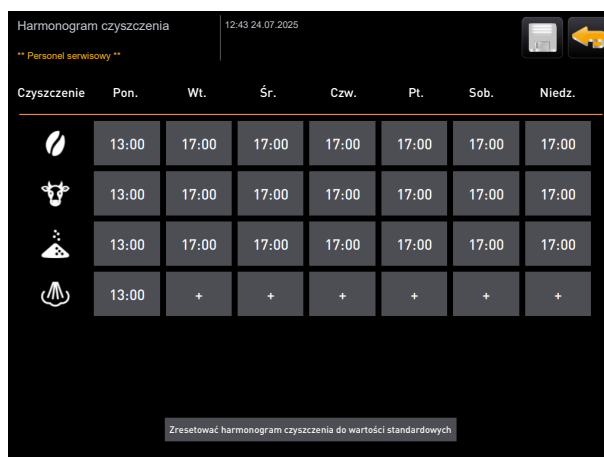 Harmonogram czyszczenia
12:43 24.07.2025
** Personel serwisowy **
Czyszczenie Pon. Wt. Śr. Czw. Pt. Sob. Niedz.
13:00 17:00 17:00 17:00 17:00 17:00 17:00
13:00 17:00 17:00 17:00 17:00 17:00 17:00
13:00 17:00 17:00 17:00 17:00 17:00 17:00
13:00 + + + + + +
Zresetować harmonogram czyszczenia do wartości standardowych